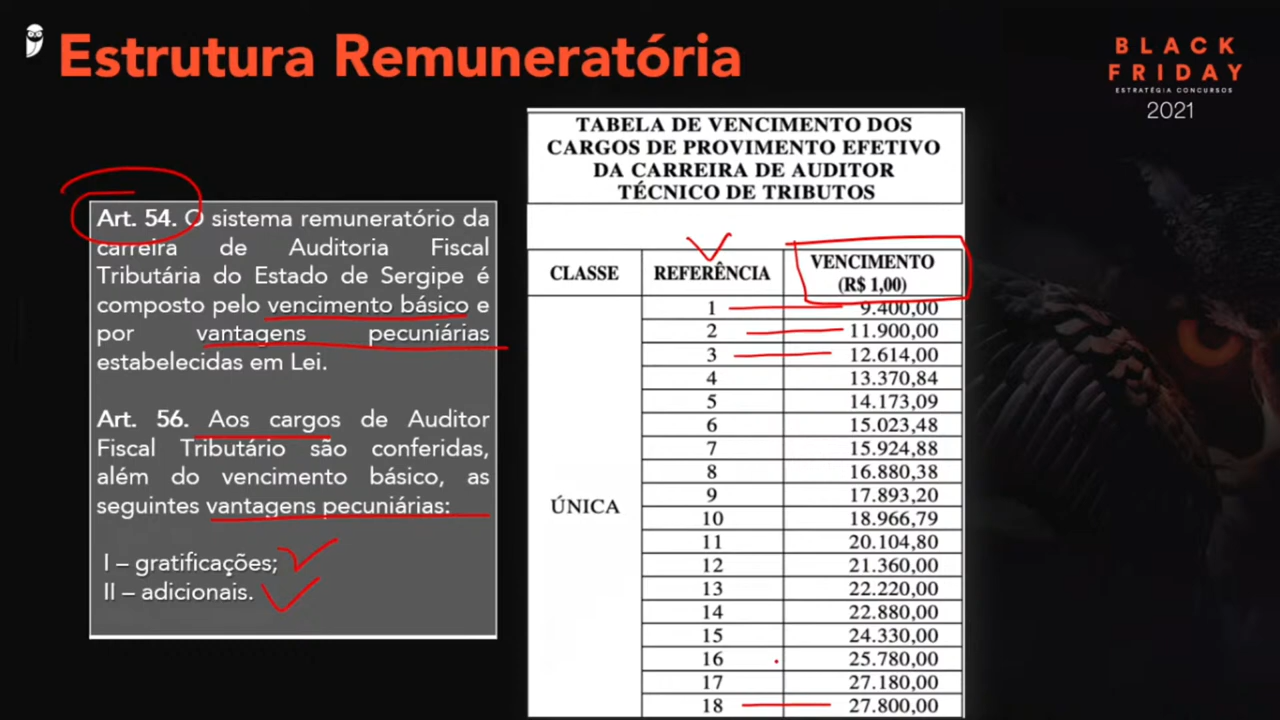 Estrutura Remuneratória
BLACK
FRIDAY
ESTRATÉGIA CONCURSOS
2021
Art. 54. O sistema remuneratório da
carreira de Auditoria Fiscal
Tributária do Estado de Sergipe é
composto pelo vencimento básico e
por vantagens pecuniárias
estabelecidas em Lei.
Art. 56. Aos cargos de Auditor
Fiscal Tributário são conferidas,
além do vencimento básico, as
seguintes vantagens pecuniárias:
I – gratificações;
II – adicionais.
TABELA DE VENCIMENTO DOS
CARGOS DE PROVIMENTO EFETIVO
DA CARREIRA DE AUDITOR
TÉCNICO DE TRIBUTOS
CLASSE REFERÊNCIA VENCIMENTO
(R$ 1,00)
1 9.400,00
2 11.900,00
3 12.614,00
4 13.370,84
5 14.173,09
6 15.023,48
7 15.924,88
8 16.880,38
9 17.893,20
ÚNICA
10 18.966,79
11 20.104,80
12 21.360,00
13 22.220,00
14 22.880,00
15 24.330,00
16 25.780,00
17 27.180,00
18 27.800,00